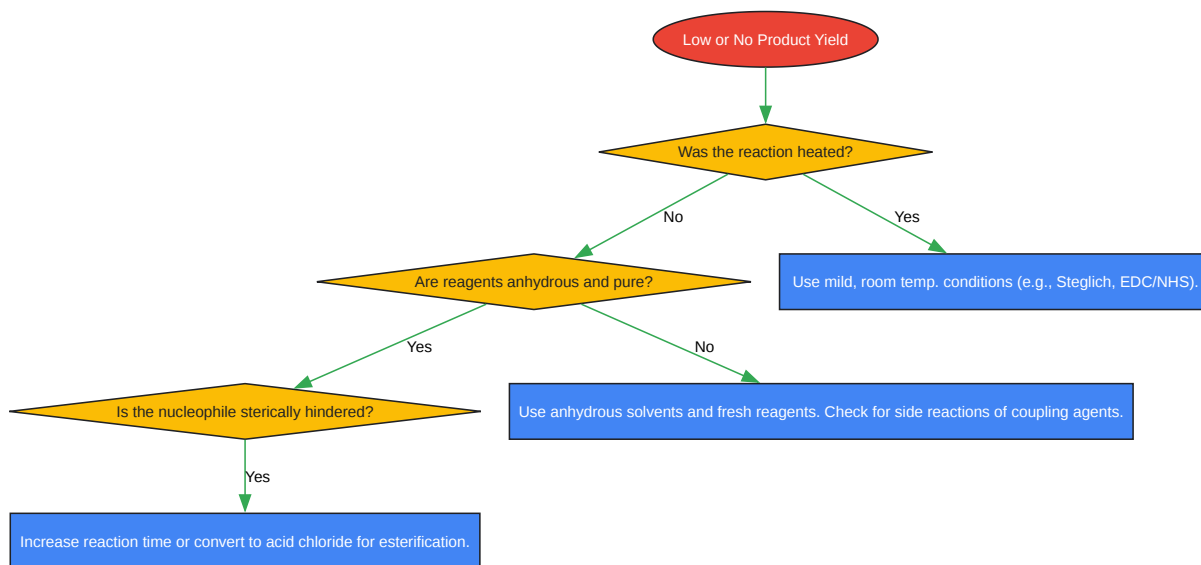 Low or No Product Yield
Was the reaction heated?
No
Yes
Are reagents anhydrous and pure?
Use mild, room temp. conditions (e.g., Steglich, EDC/NHS).
Yes
No
Is the nucleophile sterically hindered?
Use anhydrous solvents and fresh reagents. Check for side reactions of coupling agents.
Yes
Increase reaction time or convert to acid chloride for esterification.